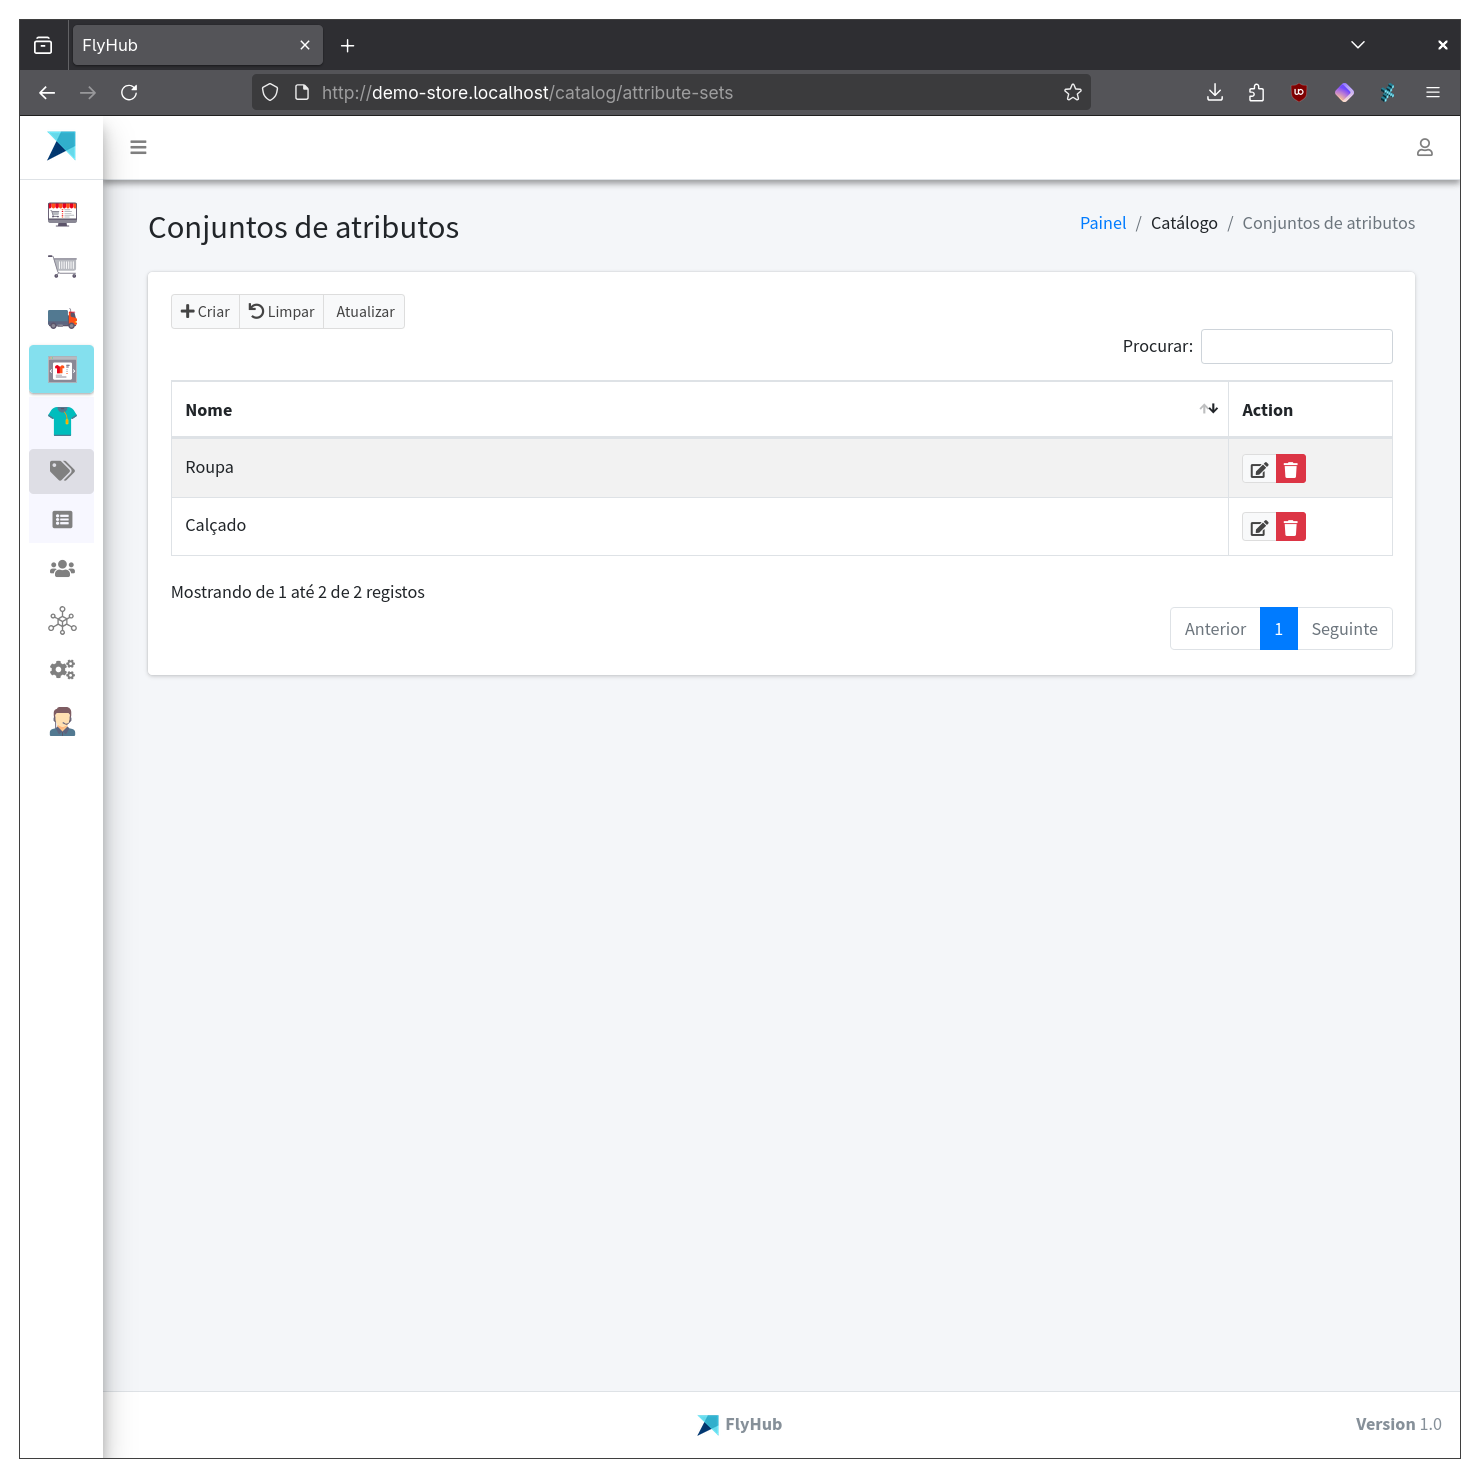 FlyHub
http://demo-store.localhost/catalog/attribute-sets
Conjuntos de atributos
Painel / Catálogo / Conjuntos de atributos
Criar Limpar Atualizar
Procurar:
Nome Action
Roupa
Calçado
Mostrando de 1 até 2 de 2 registos
Anterior 1 Seguinte
FlyHub
Version 1.0